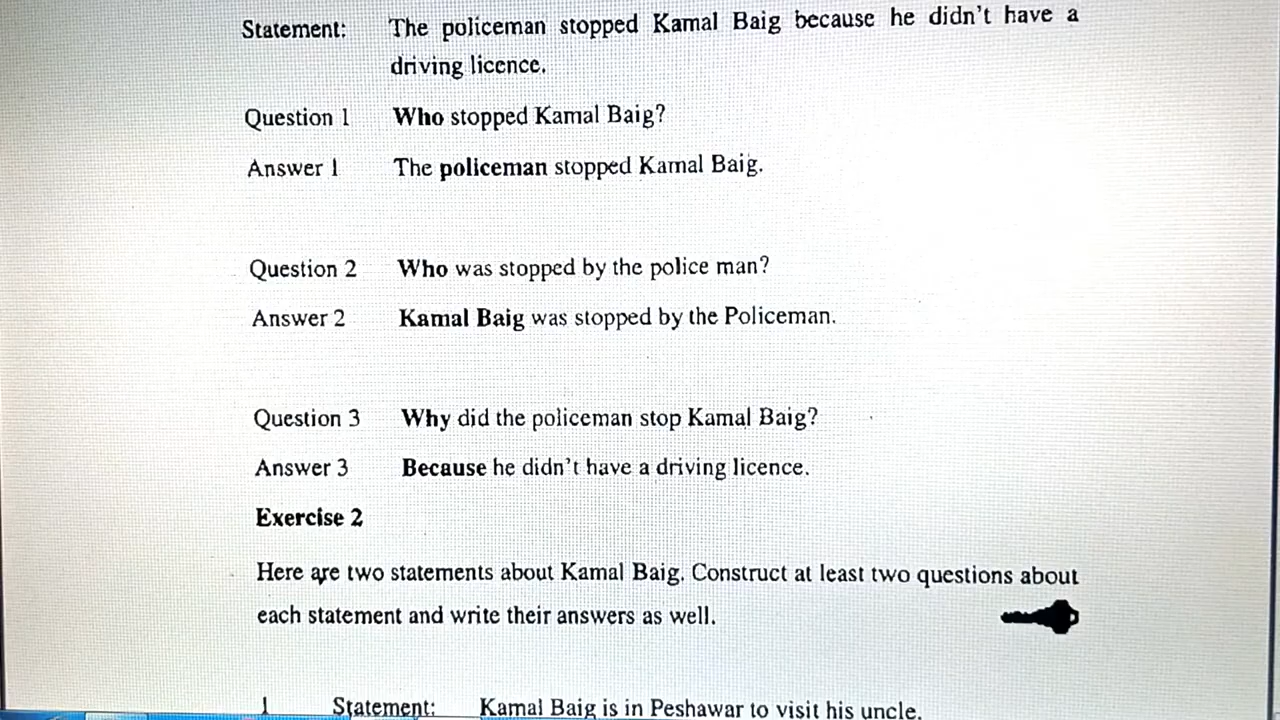 Statement: The policeman stopped Kamal Baig because he didn't have a
driving licence.
Question 1 Who stopped Kamal Baig?
Answer 1 The policeman stopped Kamal Baig.
Question 2 Who was stopped by the police man?
Answer 2 Kamal Baig was stopped by the Policeman.
Question 3 Why did the policeman stop Kamal Baig?
Answer 3 Because he didn't have a driving licence.
Exercise 2
Here are two statements about Kamal Baig. Construct at least two questions about
each statement and write their answers as well.
1 Statement: Kamal Baig is in Peshawar to visit his uncle.